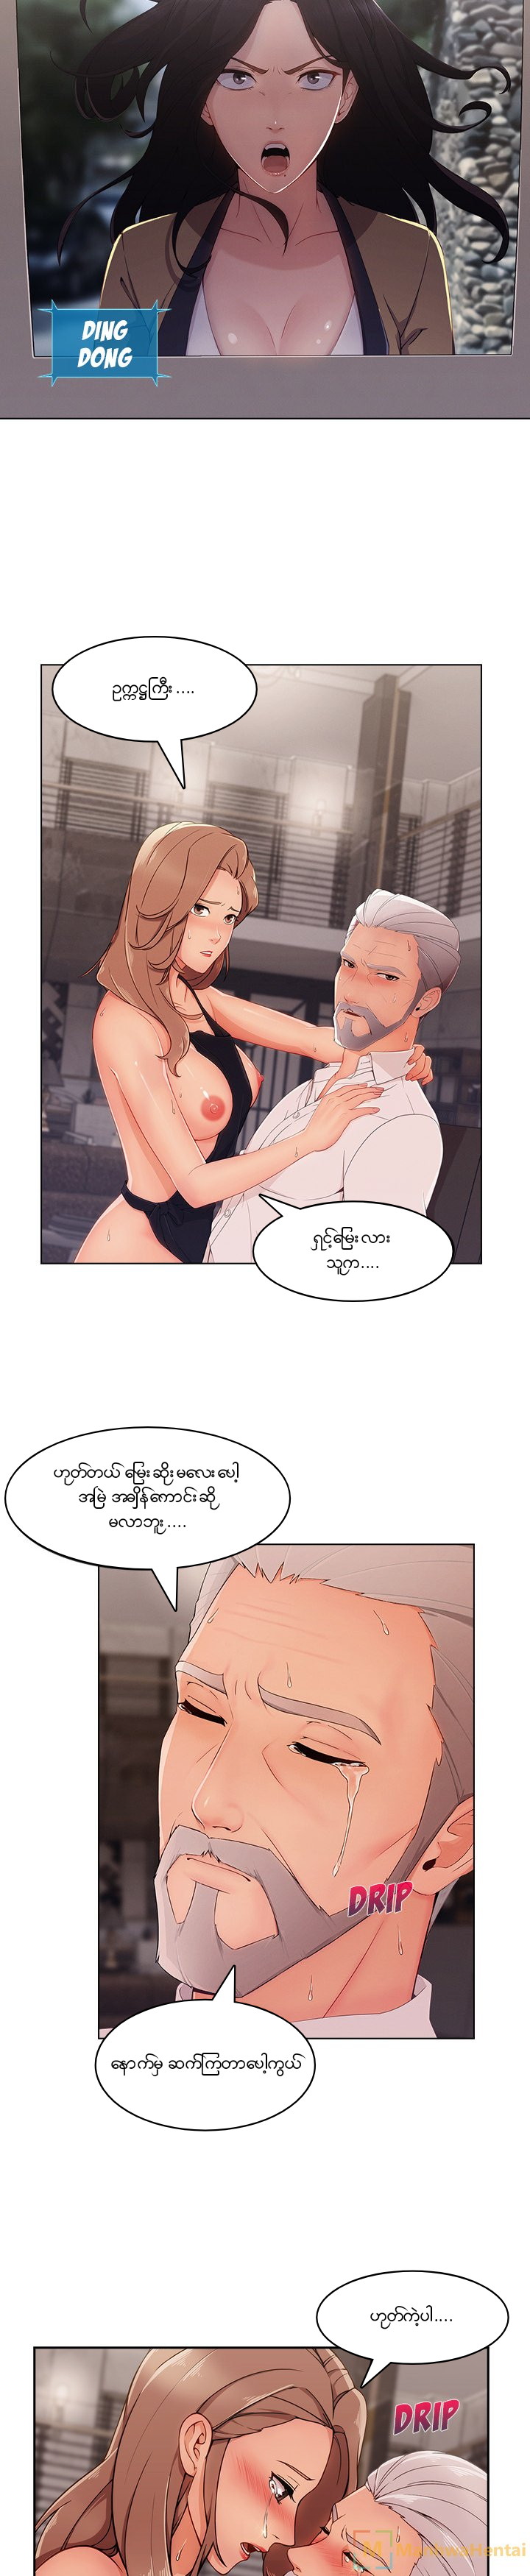 DING
DONG
ဥက္ကဋ္ဌကြီး....
ရှင့်မြေးလား
သူက....
ဟုတ်တယ် မြေးဆိုးမလေးပေါ့
အမြဲ အချိန်ကောင်းဆို
မလာဘူး....
DRIP
နောက်မှ ဆက်ကြတာပေါ့ကွယ်
ဟုတ်ကဲ့ပါ....
DRIP
M ManhwaHentai